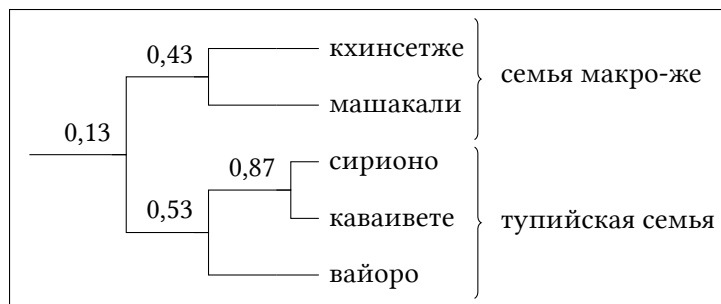 0,43
кхинсетже
семья макро-же
машакали
0,13
0,87
сирионо
0,53
каваивете
тупийская семья
вайоро